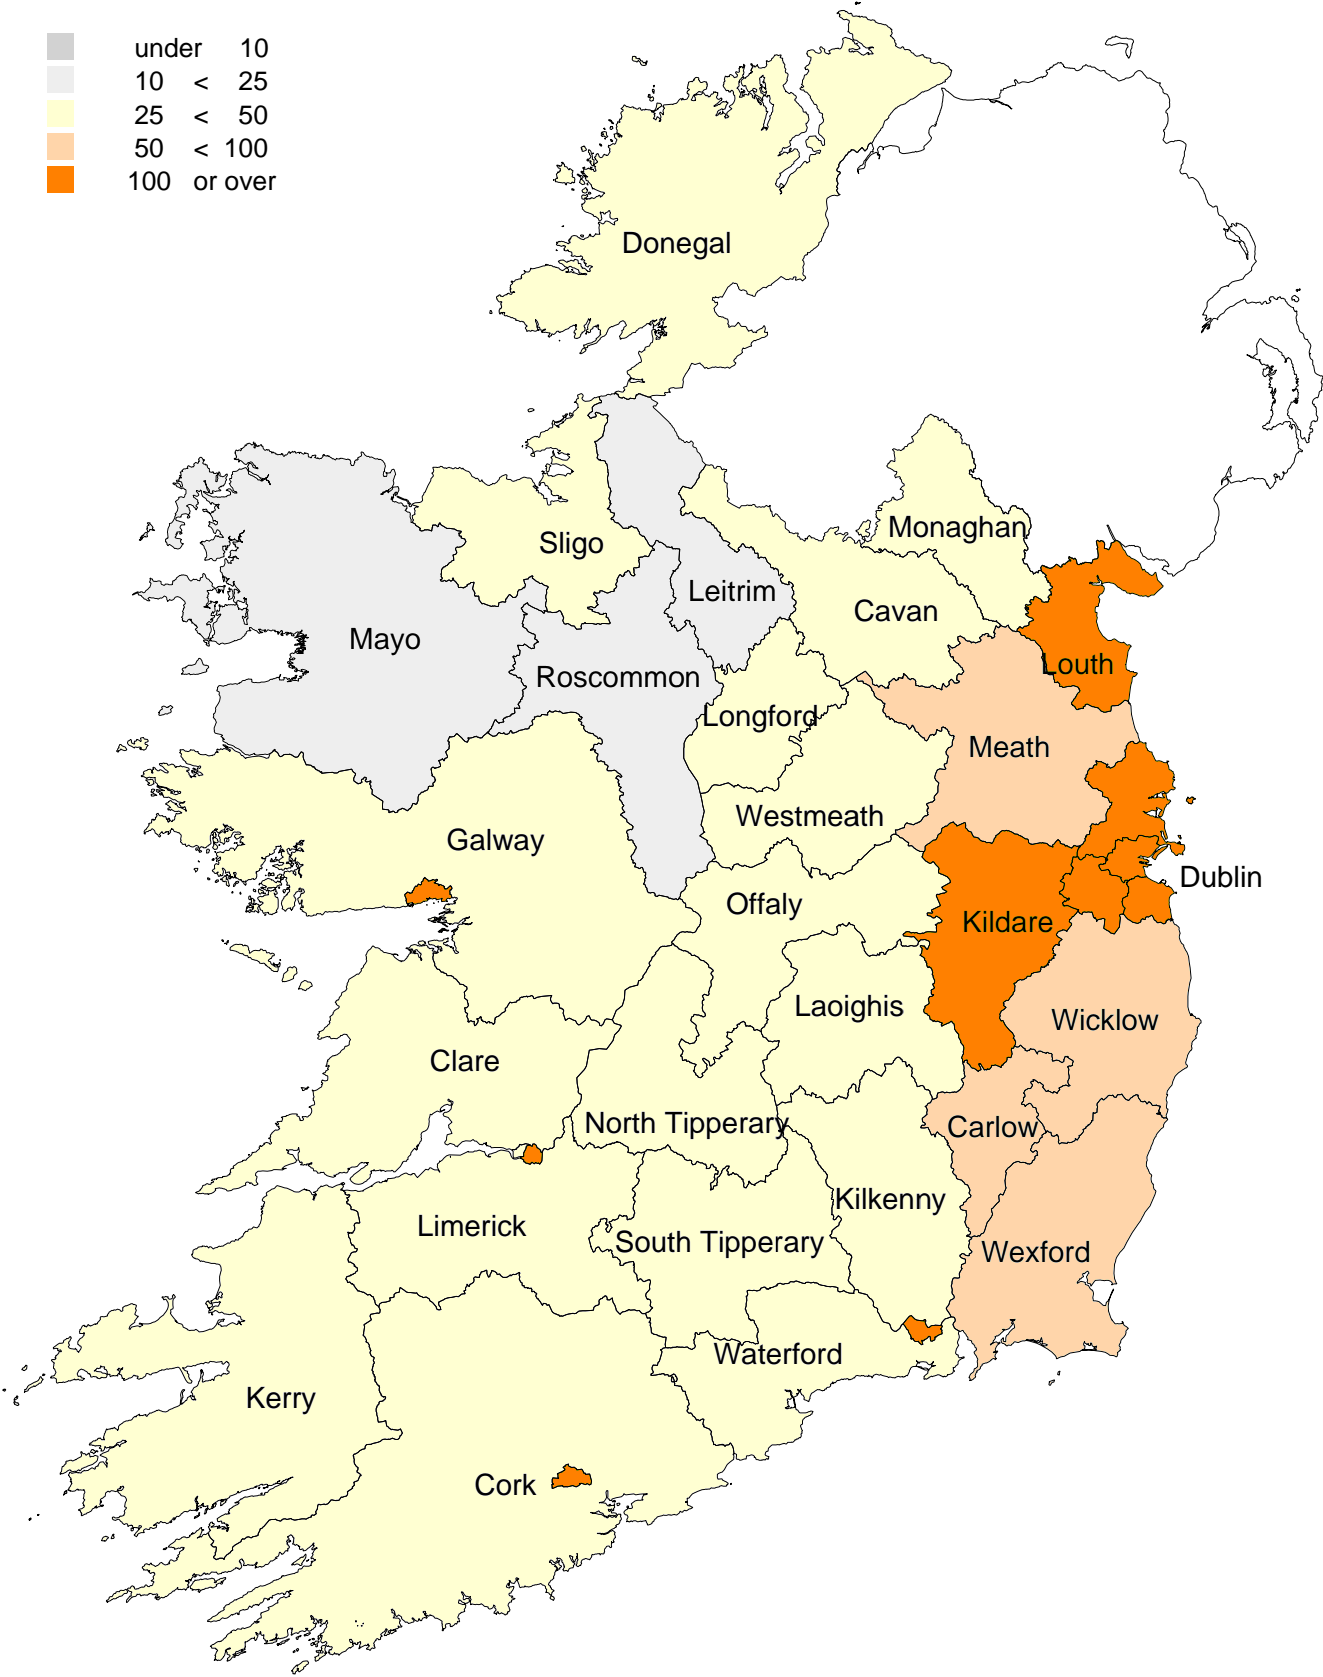 under 10
10 < 25
25 < 50
50 < 100
100 or over
Donegal
Monaghan
Sligo
Leitrim
Cavan
Mayo
Louth
Roscommon
Longford
Meath
Westmeath
Galway
Dublin
Offaly
Kildare
Laoighis
Wicklow
Clare
North Tipperary
Carlow
Kilkenny
Limerick
South Tipperary
Wexford
Waterford
Kerry
Cork